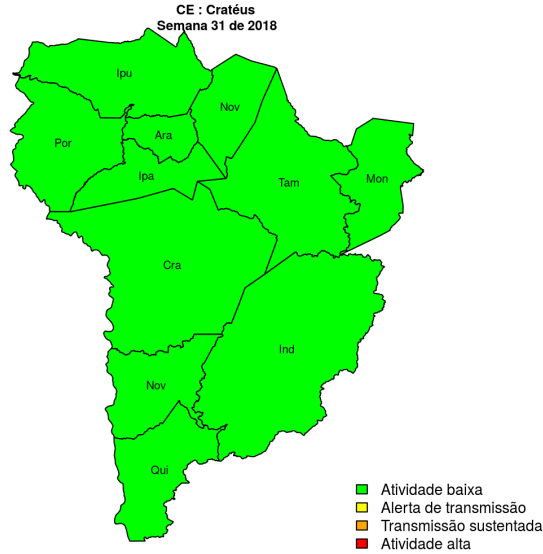 CE : Cratéus
Semana 31 de 2018
Ipu
Nov
Por
Ara
Ipa
Tam
Mon
Cra
Ind
Nov
Qui
Atividade baixa
Alerta de transmissão
Transmissão sustentada
Atividade alta